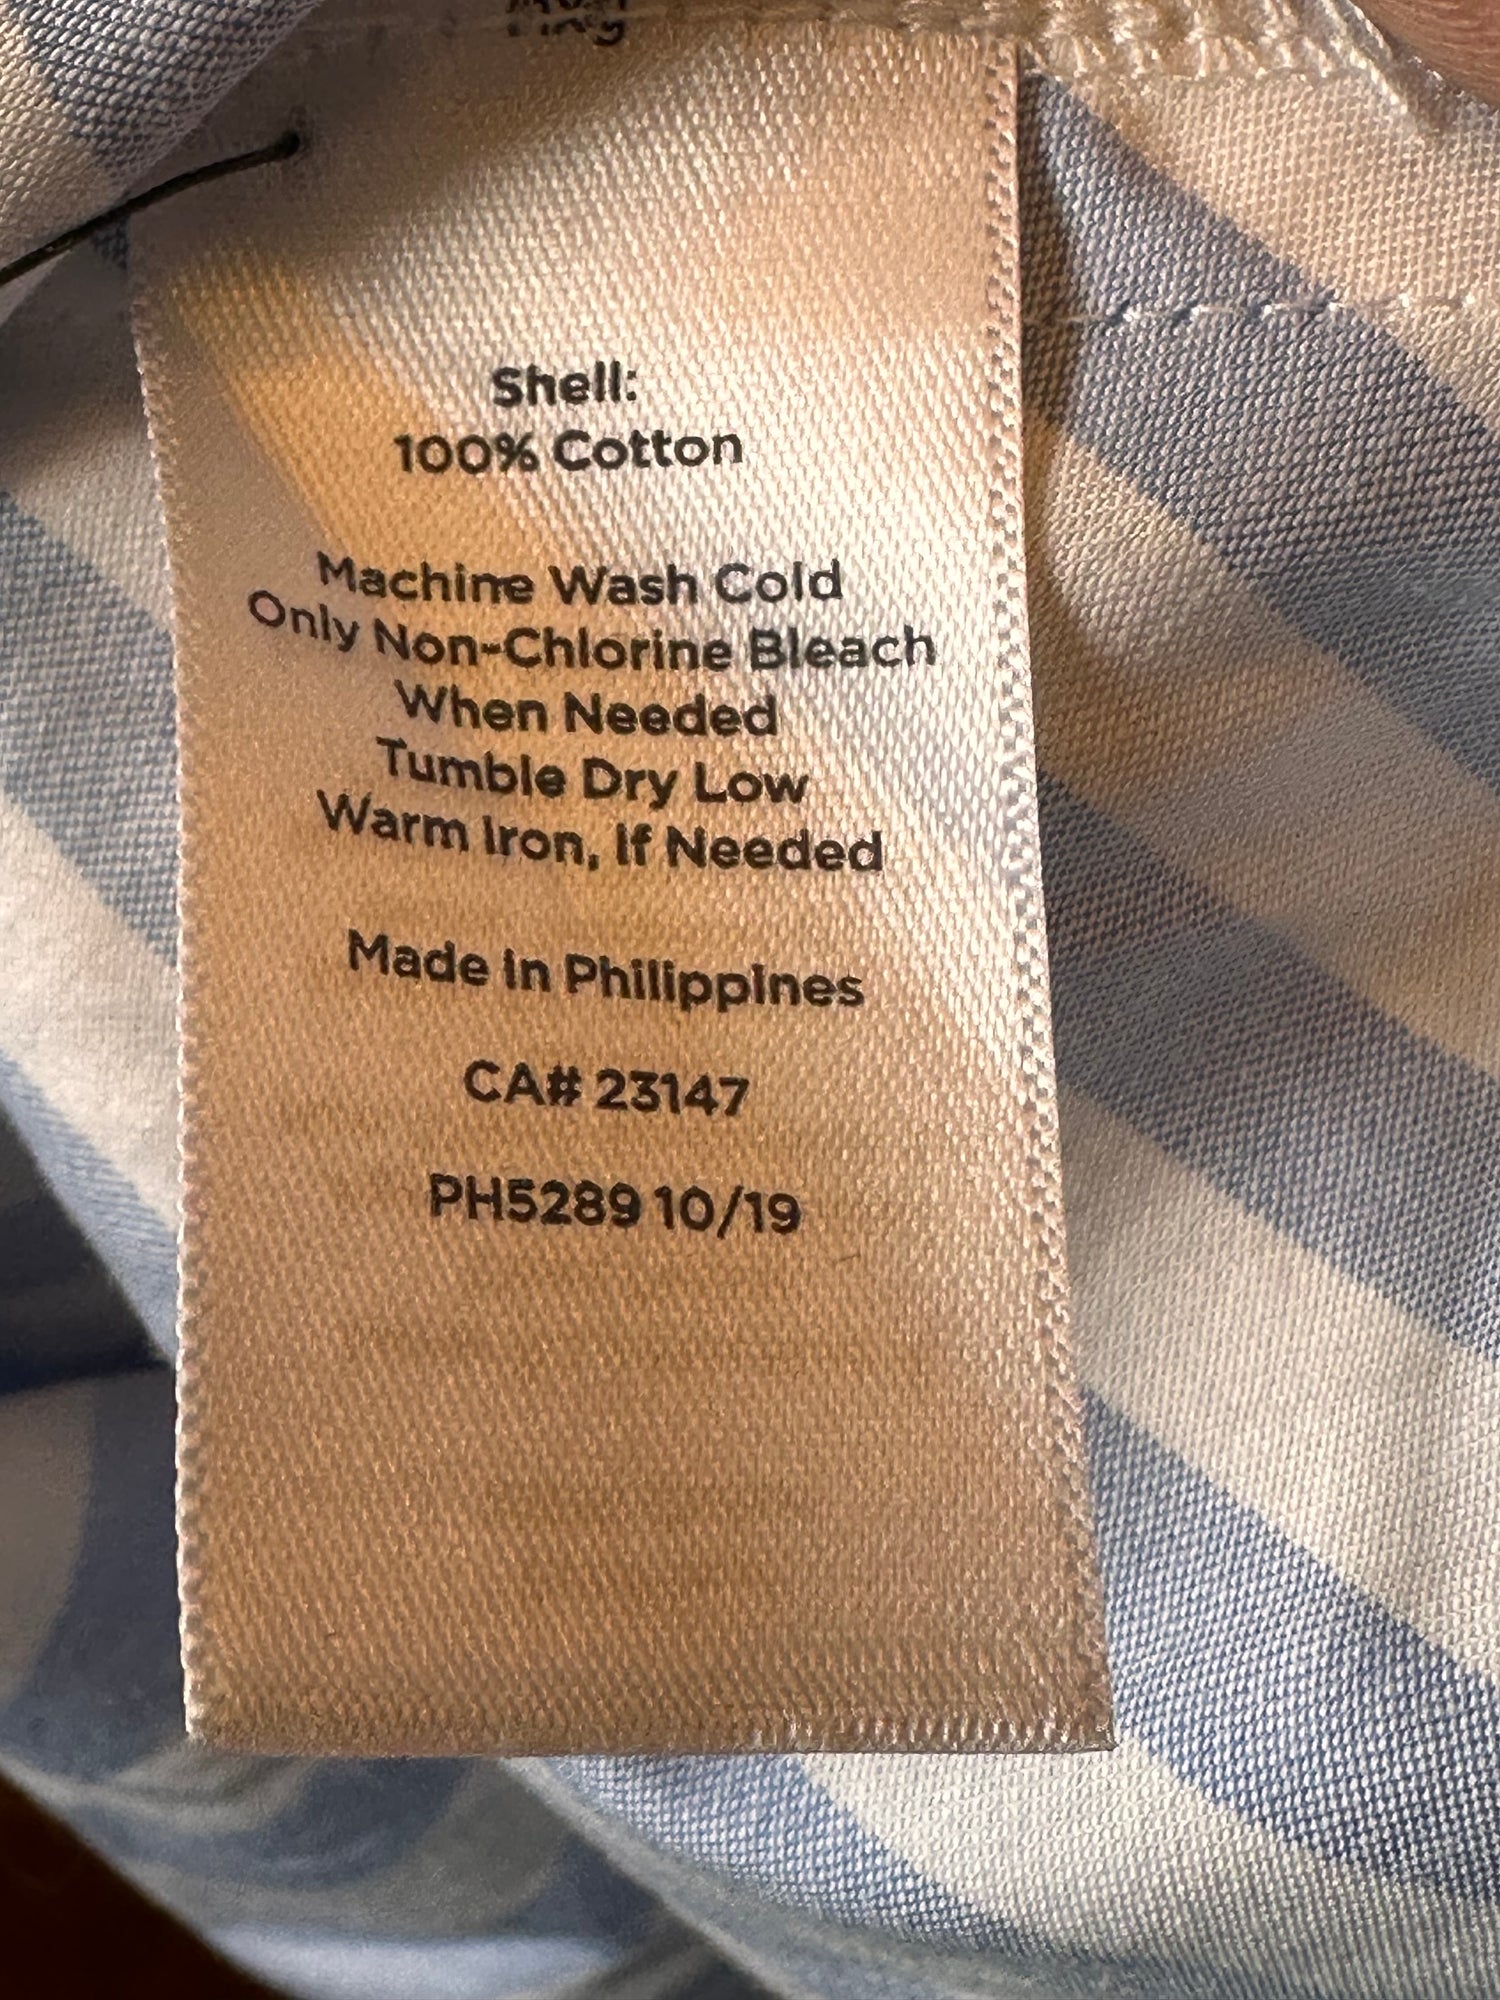 Shell:
100% Cotton
Machine Wash Cold
Only Non-Chlorine Bleach
When Needed
Tumble Dry Low
Warm Iron, If Needed
Made In Philippines
CA# 23147
PH5289 10/19